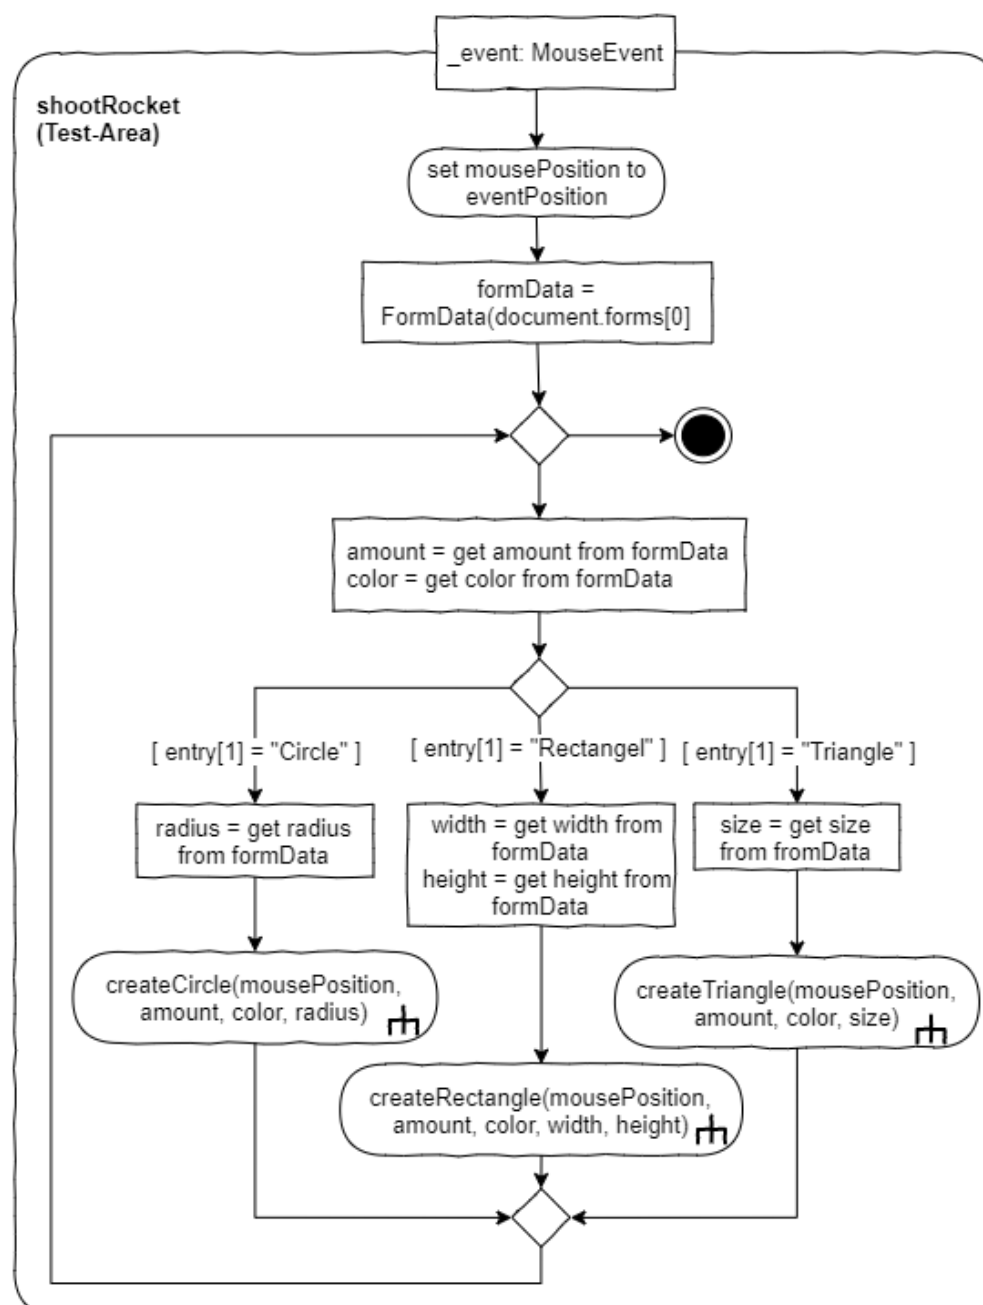 _event: MouseEvent
shootRocket
(Test-Area)
set mousePosition to
eventPosition
formData =
FormData(document.forms[0]
amount = get amount from formData
color = get color from formData
[ entry[1] = "Circle" ]
[ entry[1] = "Rectangel" ]
[ entry[1] = "Triangle" ]
radius = get radius
from formData
width = get width from
formData
height = get height from
formData
size = get size
from fromData
createCircle(mousePosition,
amount, color, radius)
createTriangle(mousePosition,
amount, color, size)
createRectangle(mousePosition,
amount, color, width, height)